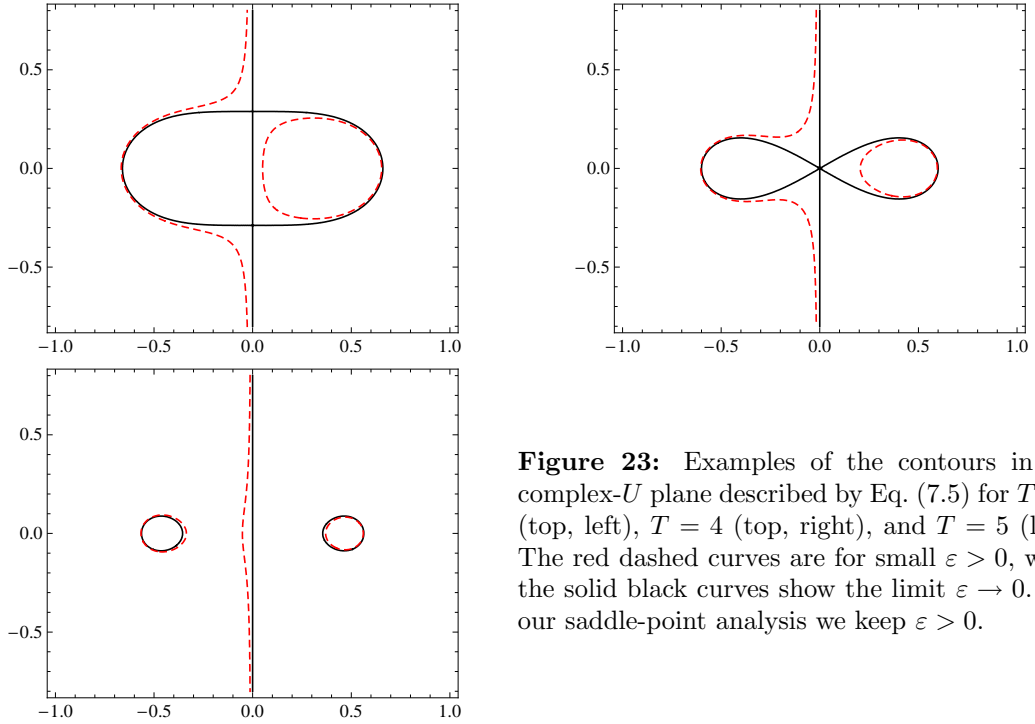 0.5
0.0
−0.5
−1.0 −0.5 0.0 0.5 1.0
0.5
0.0
−0.5
−1.0 −0.5 0.0 0.5 1.0
0.5
0.0
−0.5
−1.0 −0.5 0.0 0.5 1.0
Figure 23: Examples of the contours in
complex-U plane described by Eq. (7.5) for T
(top, left), T = 4 (top, right), and T = 5 (l
The red dashed curves are for small ε > 0, w
the solid black curves show the limit ε → 0.
our saddle-point analysis we keep ε > 0.